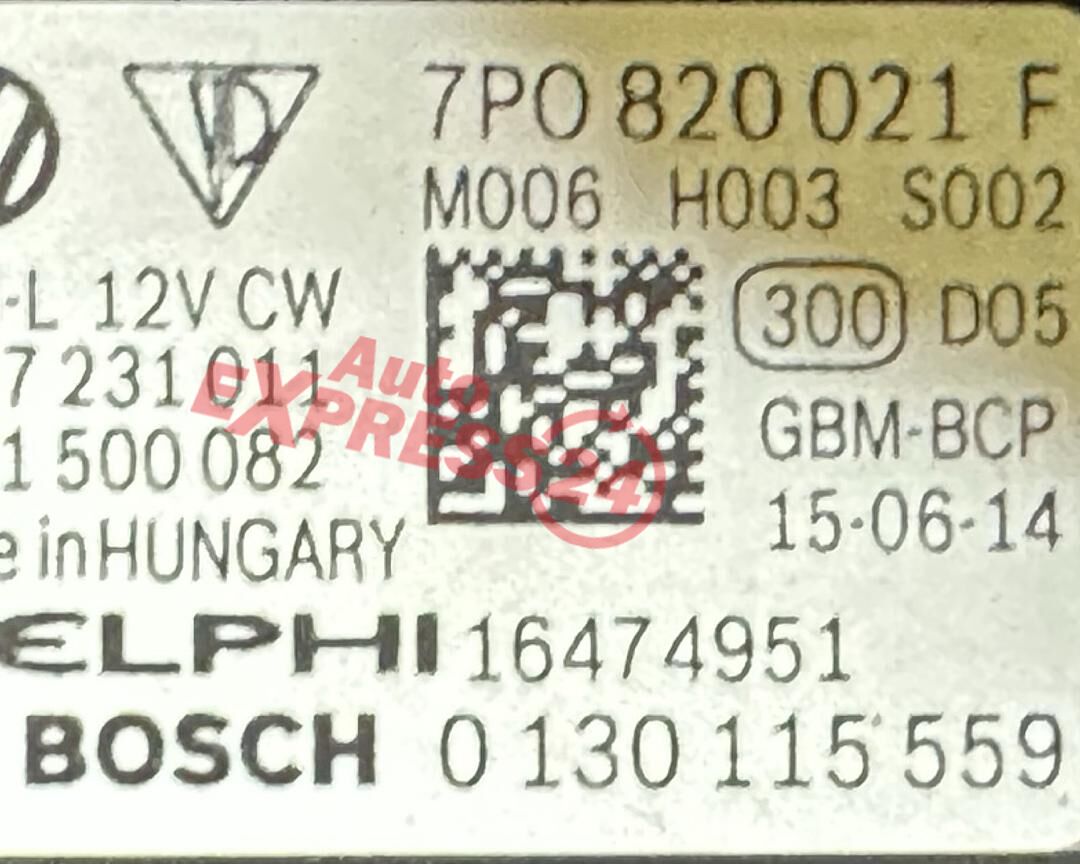 7P0 820 021 F
M006 H003 S002
-L 12V CW
300 D05
7 231 011
GBM-BCP
1 500 082
15-06-14
e in HUNGARY
ELPHI 16474951
BOSCH 0 130 115 559
Auto
EXPRESS24